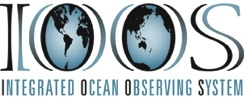 IOOS
INTEGRATED OCEAN OBSERVING SYSTEM